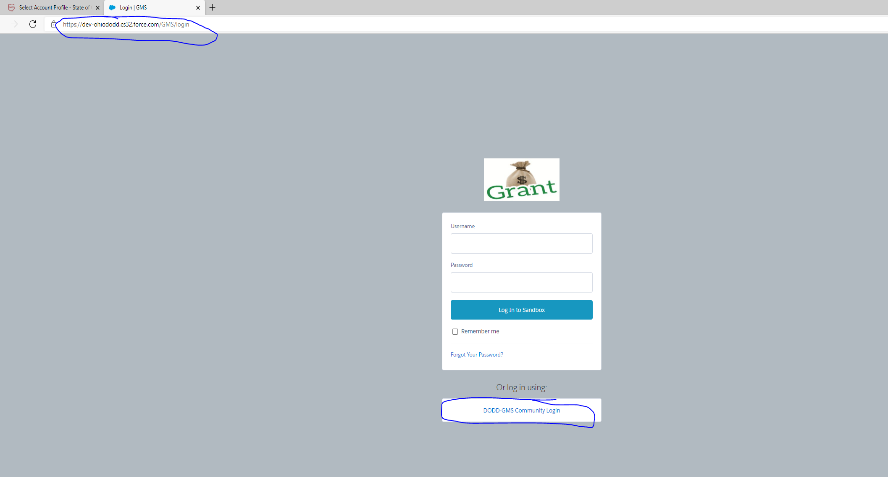 Select Account Profile - State of
Login | GMS
https://dev-ohiododd.cs32.force.com/GMS/login
$
Grant
Username
Password
Log In to Sandbox
Remember me
Forgot Your Password?
Or log in using:
DODD-GMS Community Login